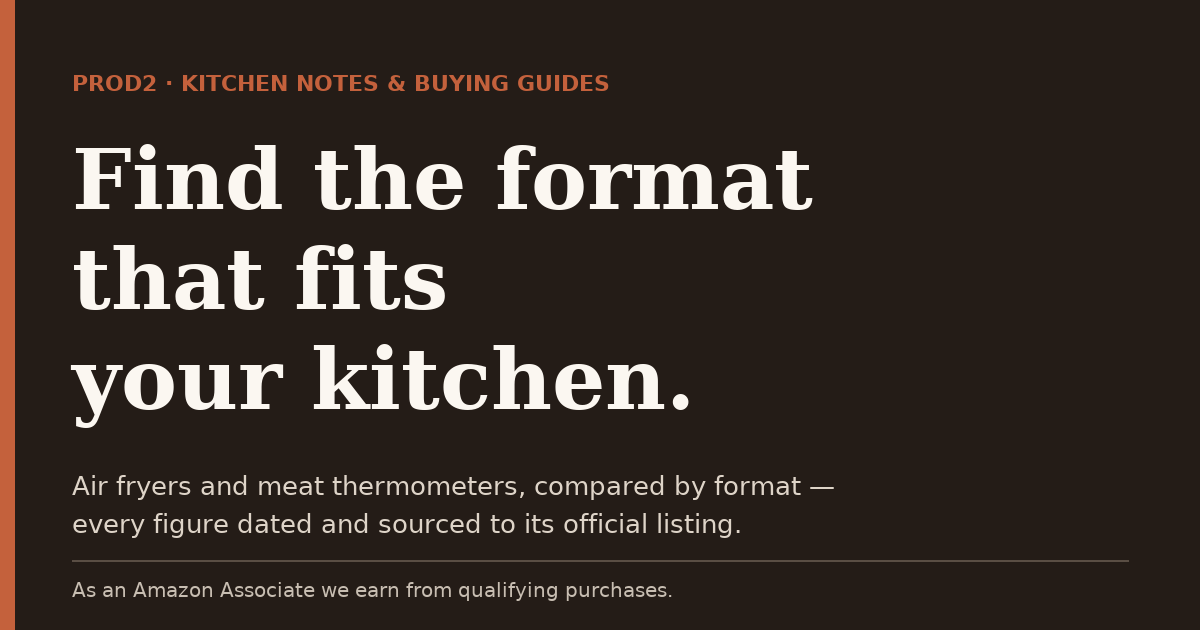 PROD2 · KITCHEN NOTES & BUYING GUIDES
Find the format
that fits
your kitchen.
Air fryers and meat thermometers, compared by format —
every figure dated and sourced to its official listing.
As an Amazon Associate we earn from qualifying purchases.